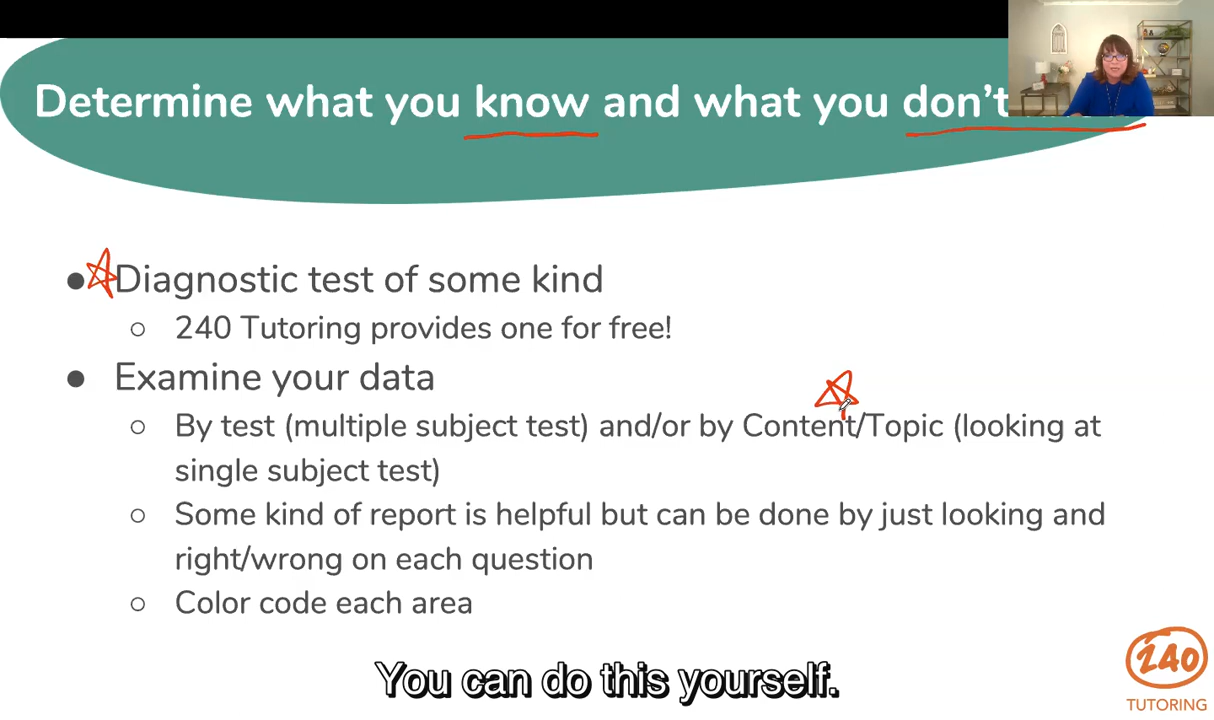 Determine what you know and what you don't
Diagnostic test of some kind
240 Tutoring provides one for free!
Examine your data
By test (multiple subject test) and/or by Content/Topic (looking at
single subject test)
Some kind of report is helpful but can be done by just looking and
right/wrong on each question
Color code each area
You can do this yourself.
240
TUTORING